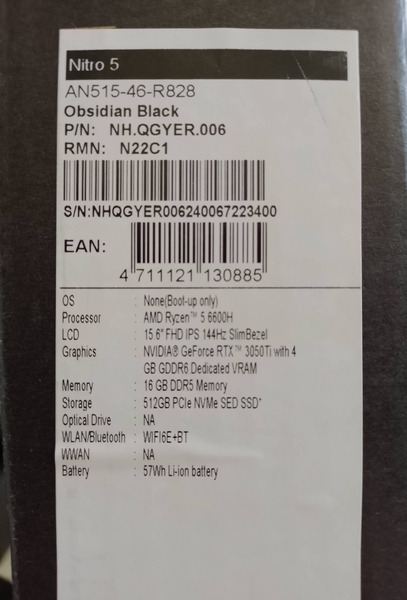 Nitro 5
AN515-46-R828
Obsidian Black
P/N: NH.QGYER.006
RMN: N22C1
S/N:NHQGYER006240067223400
EAN:
4 711121 130885
OS : None(Boot-up only)
Processor : AMD Ryzen™ 5 6600H
LCD : 15.6" FHD IPS 144Hz SlimBezel
Graphics : NVIDIA® GeForce RTX™ 3050Ti with 4
GB GDDR6 Dedicated VRAM
Memory : 16 GB DDR5 Memory
Storage : 512GB PCIe NVMe SED SSD*
Optical Drive : NA
WLAN/Bluetooth : WIFI6E+BT
WWAN : NA
Battery : 57Wh Li-ion battery